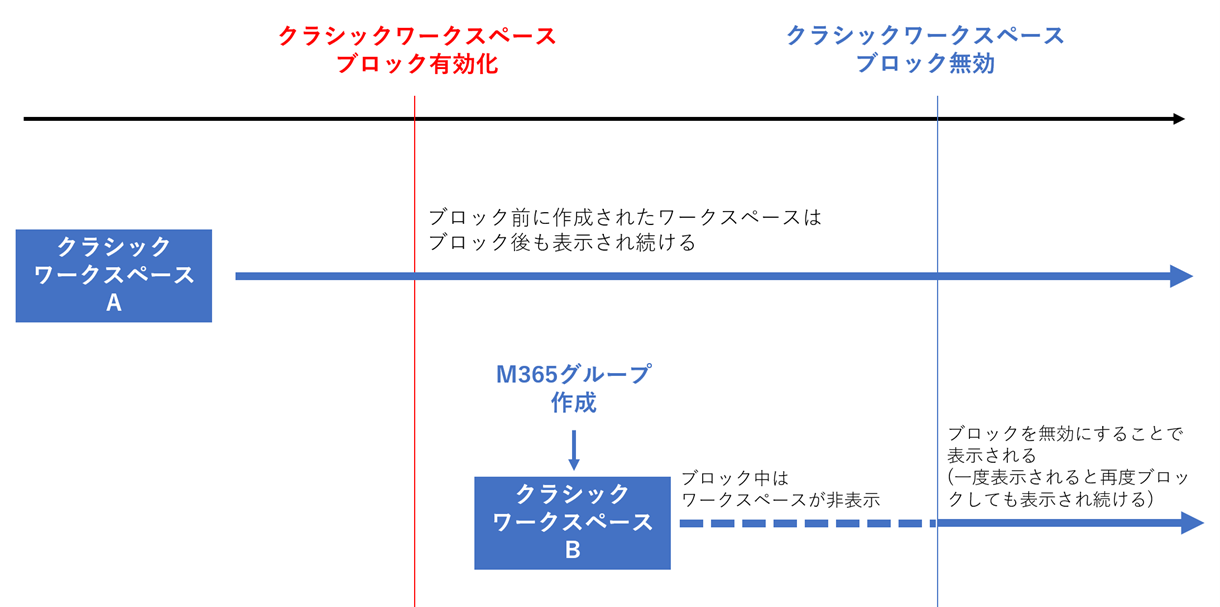 クラシックワークスペース
ブロック有効化
クラシックワークスペース
ブロック無効
ブロック前に作成されたワークスペースは
ブロック後も表示され続ける
クラシック
ワークスペース
A
M365グループ
作成
クラシック
ワークスペース
B
ブロック中は
ワークスペースが非表示
ブロックを無効にすることで
表示される
(一度表示されると再度ブロッ
クしても表示され続ける)